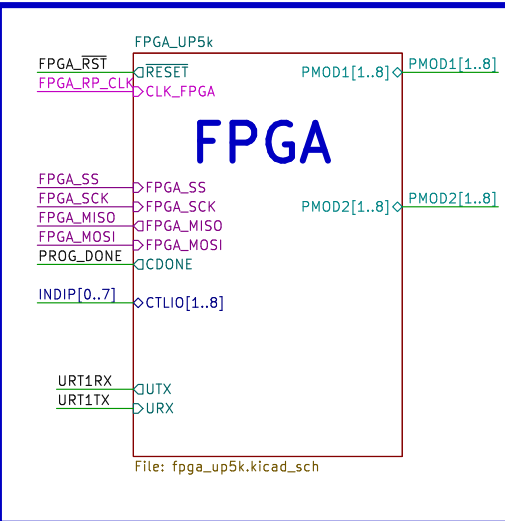 FPGA_UP5k
FPGA_RST RESET PMOD1[1..8] PMOD1[1..8]
FPGA_RP_CLK CLK_FPGA
FPGA
FPGA_SS FPGA_SS
FPGA_SCK FPGA_SCK PMOD2[1..8] PMOD2[1..8]
FPGA_MISO FPGA_MISO
FPGA_MOSI FPGA_MOSI
PROG_DONE CDONE
INDIP[0..7] CTLIO[1..8]
URT1RX UTX
URT1TX URX
File: fpga_up5k.kicad_sch